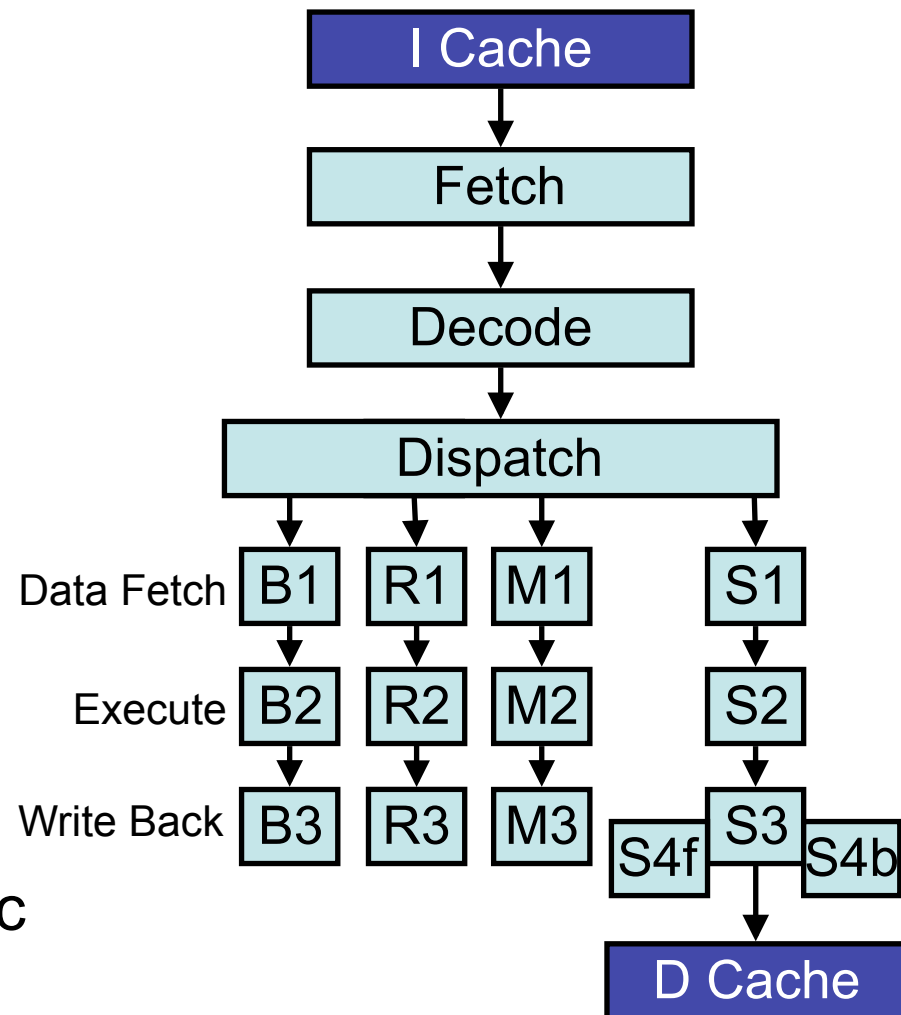 I Cache
Fetch
Decode
Dispatch
Data Fetch B1 R1 M1 S1
Execute B2 R2 M2 S2
Write Back B3 R3 M3 S3
S4f S4b
c
D Cache